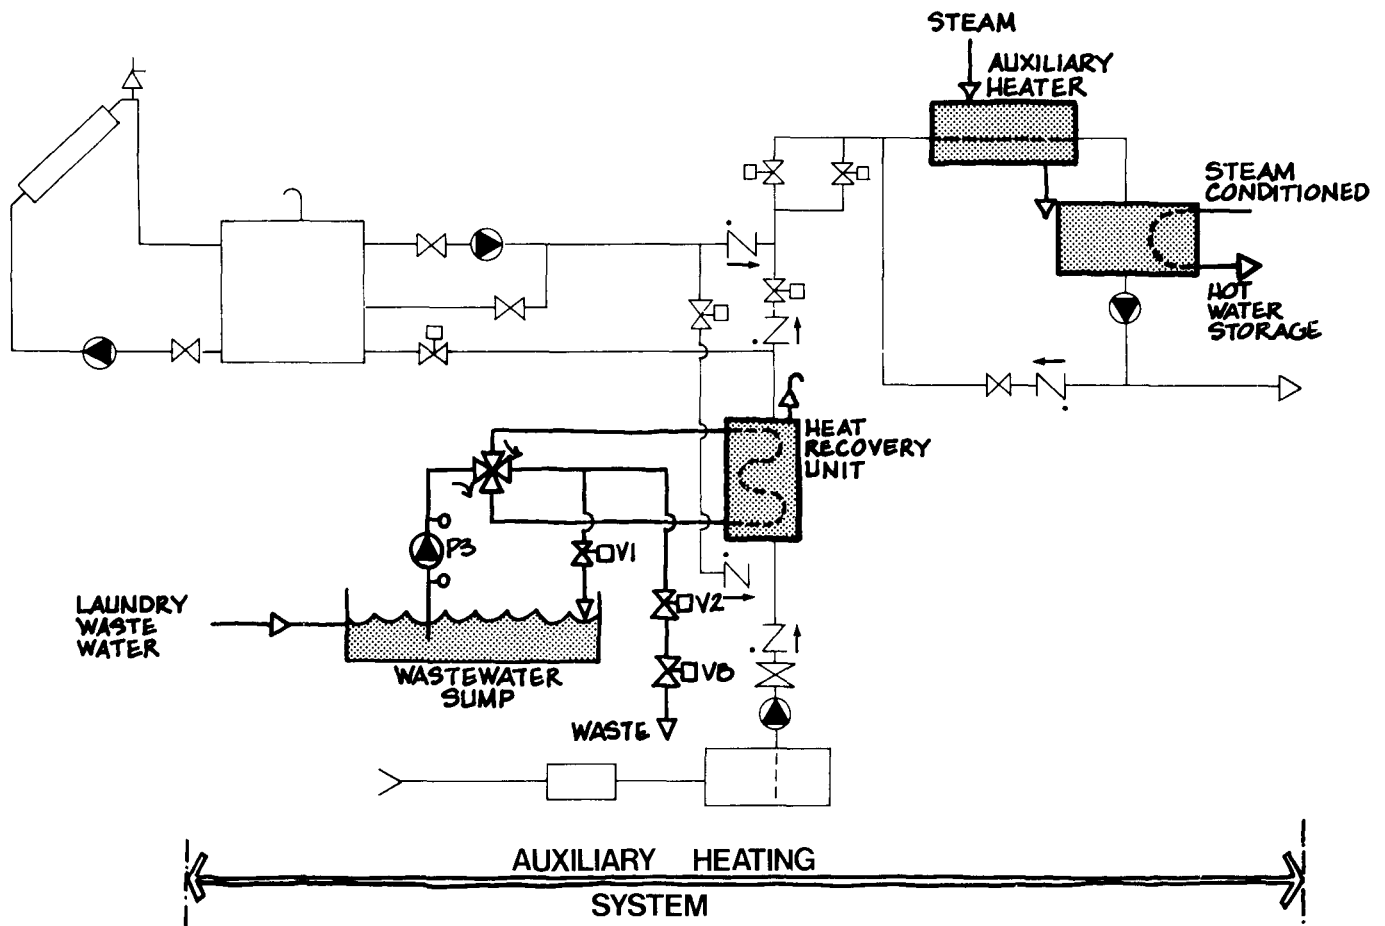 STEAM
AUXILIARY
HEATER
STEAM
CONDITIONED
HOT
WATER
STORAGE
HEAT
RECOVERY
UNIT
P3
V1
V2
LAUNDRY
WASTE
WATER
WASTEWATER
SUMP
V3
WASTE
AUXILIARY HEATING
SYSTEM